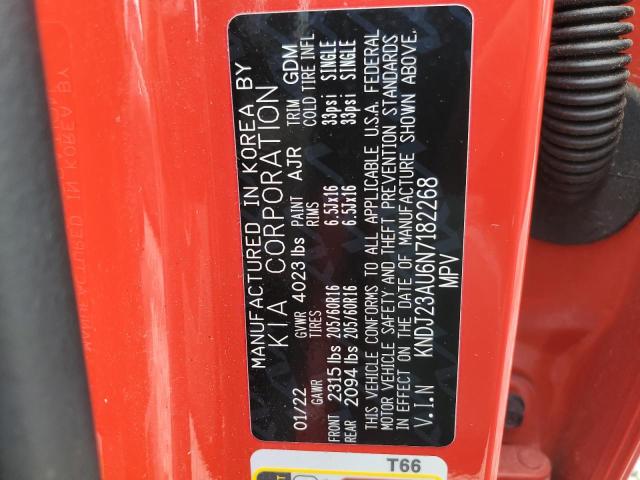 MANUFACTURED IN KOREA BY
KIA CORPORATION
01/22 GVWR 4023 lbs PAINT AJR TRIM GDM
GAWR TIRES RIMS COLD TIRE INFL
FRONT 2315 lbs 205/60R16 6.5Jx16 33psi SINGLE
REAR 2094 lbs 205/60R16 6.5Jx16 33psi SINGLE
THIS VEHICLE CONFORMS TO ALL APPLICABLE U.S.A. FEDERAL
MOTOR VEHICLE SAFETY AND THEFT PREVENTION STANDARDS
IN EFFECT ON THE DATE OF MANUFACTURE SHOWN ABOVE.
V.I.N KNDJ23AU6N7182268
MPV
T66